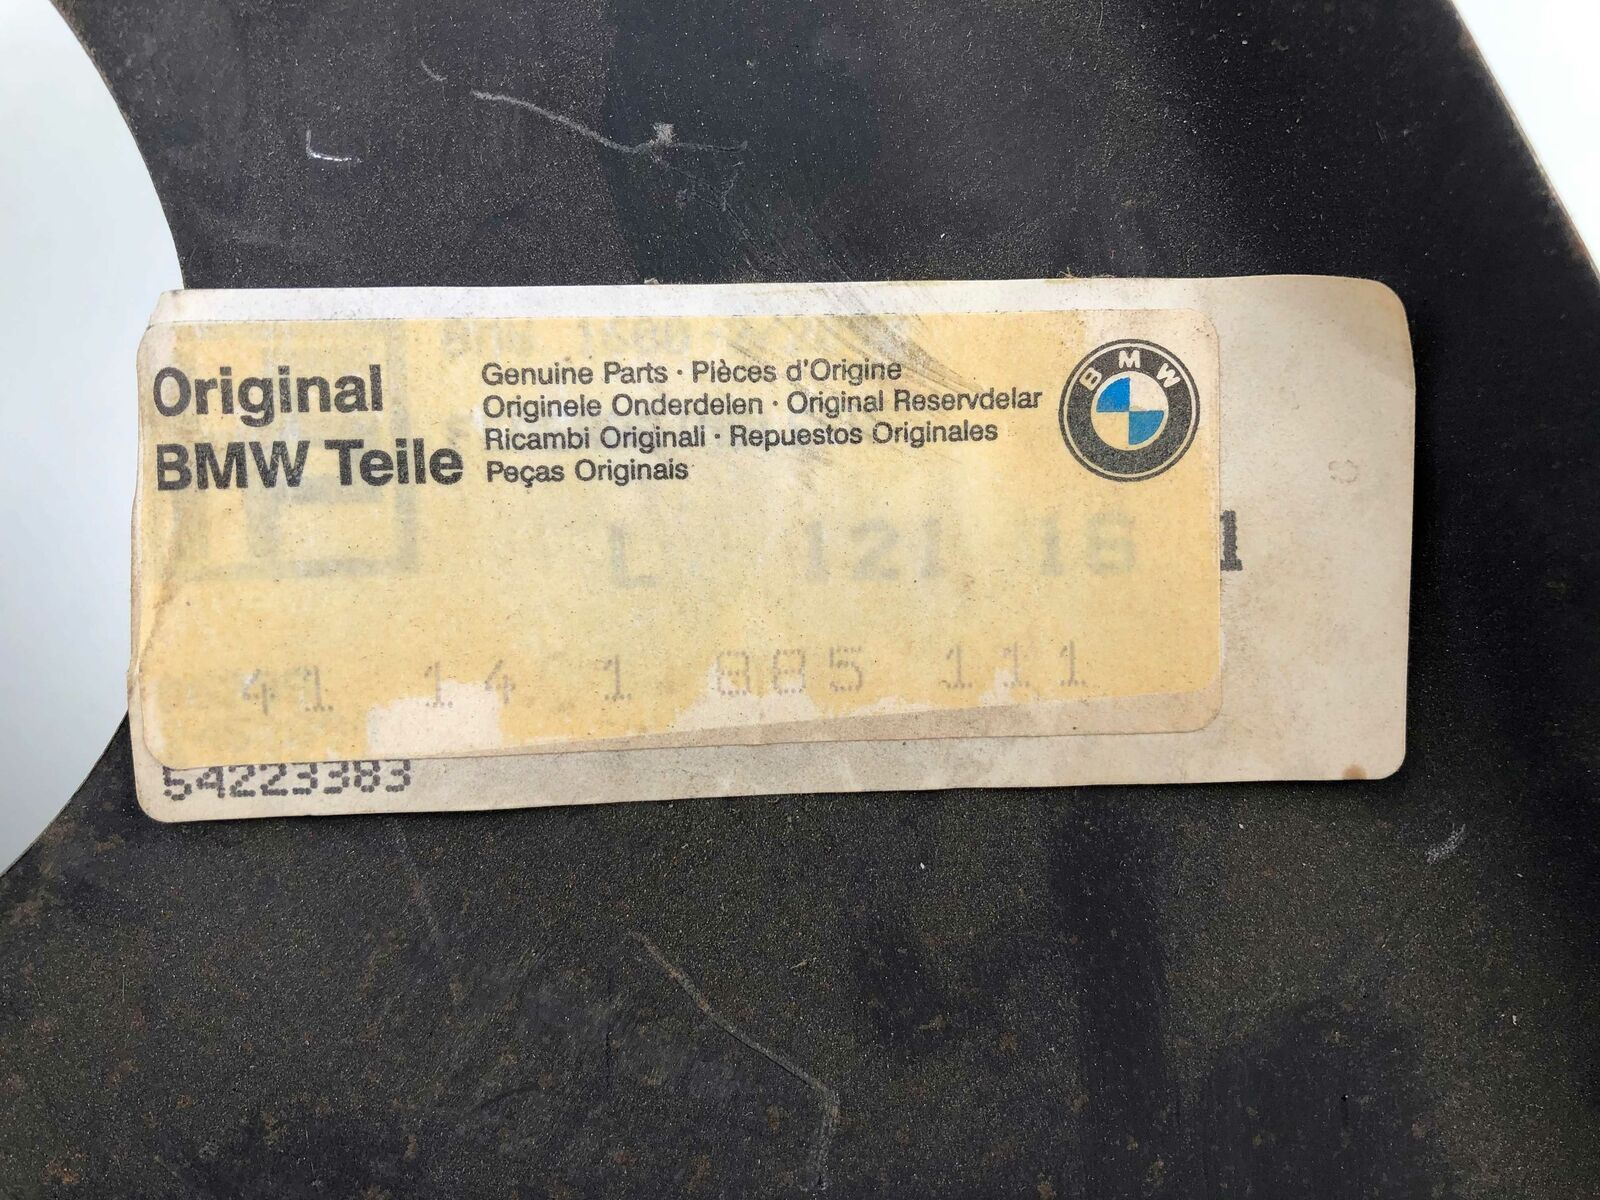 Original
BMW Teile
Genuine Parts · Pièces d'Origine
Originele Onderdelen · Original Reservdelar
Ricambi Originali · Repuestos Originales
Peças Originais
BMW
L 121 16 1
41 14 1 885 111
54223383